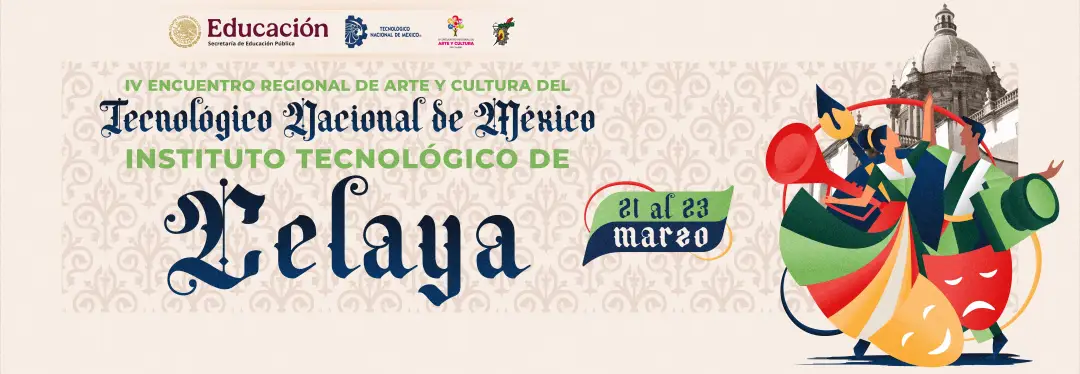 Educación
Secretaría de Educación Pública
TECNOLÓGICO
NACIONAL DE MÉXICO
ARTE Y CULTURA
IV ENCUENTRO REGIONAL DE ARTE Y CULTURA DEL
Tecnológico Nacional de México
INSTITUTO TECNOLÓGICO DE
Celaya
21 al 23
marzo